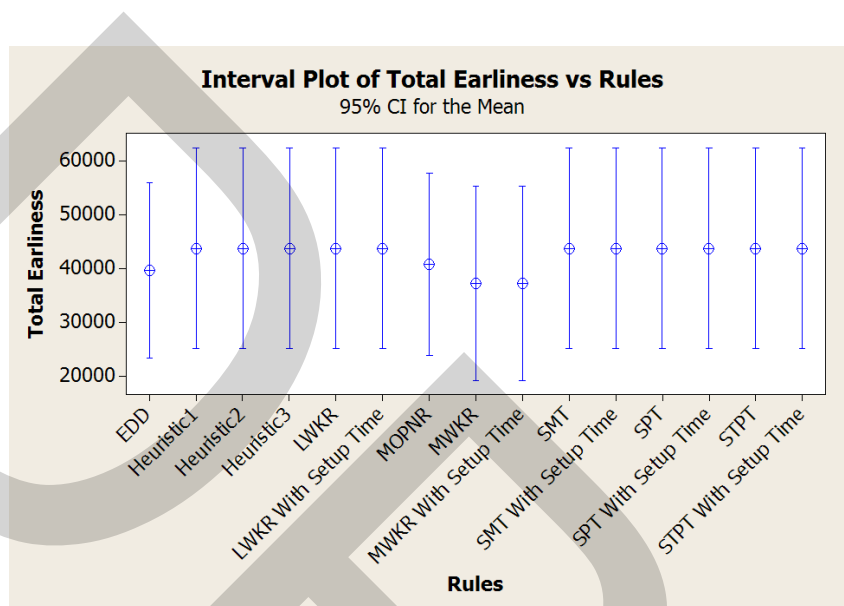 Interval Plot of Total Earliness vs Rules
95% CI for the Mean
Total Earliness
60000
50000
40000
30000
20000
EDD
Heuristic1
Heuristic2
Heuristic3
LWKR
LWKR With Setup Time
MOPNR
MWKR
MWKR With Setup Time
SMT
SMT With Setup Time
SPT
SPT With Setup Time
STPT
STPT With Setup Time
Rules